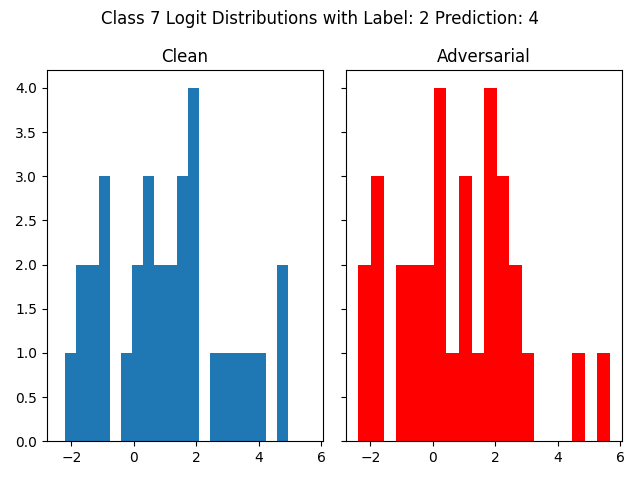 Class 7 Logit Distributions with Label: 2 Prediction: 4
Clean
Adversarial
4.0
3.5
3.0
2.5
2.0
1.5
1.0
0.5
0.0
−2 0 2 4 6
−2 0 2 4 6